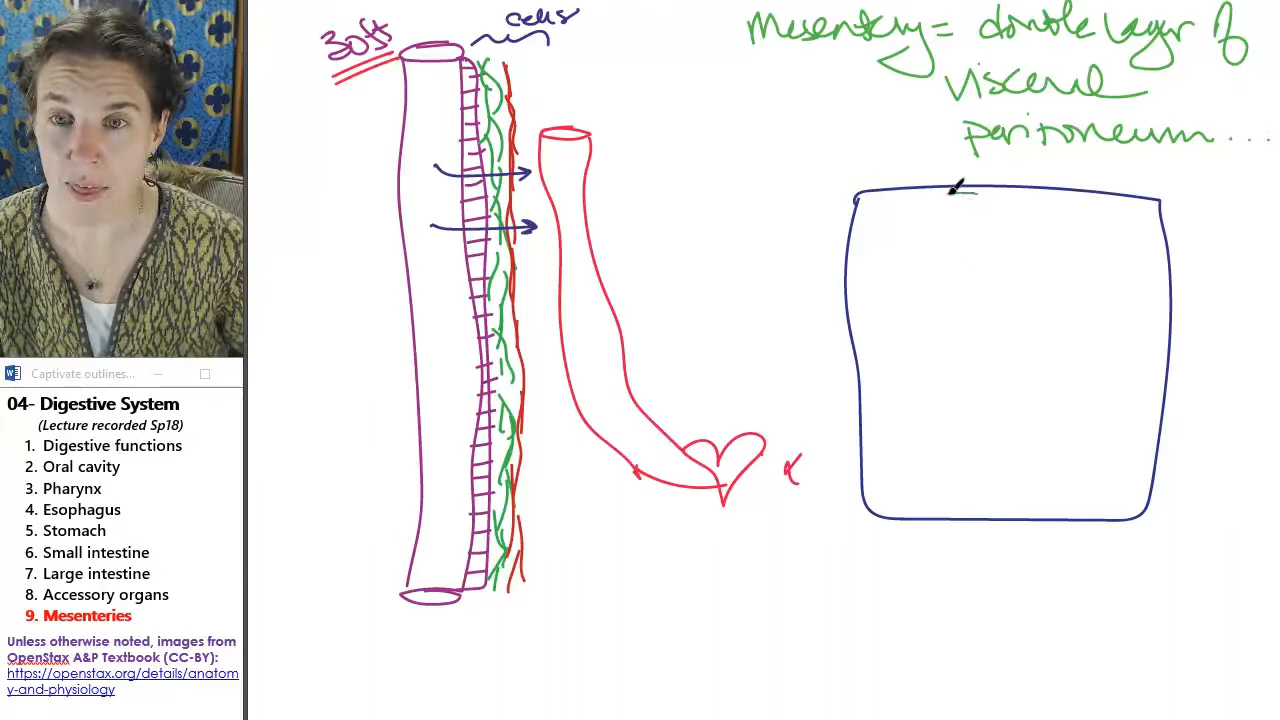 30ft
cells
Mesentery = double layer of
visceral
peritoneum ...
Captivate outlines...
04- Digestive System
(Lecture recorded Sp18)
1. Digestive functions
2. Oral cavity
3. Pharynx
4. Esophagus
5. Stomach
6. Small intestine
7. Large intestine
8. Accessory organs
9. Mesenteries
Unless otherwise noted, images from
OpenStax A&P Textbook (CC-BY):
https://openstax.org/details/anatom
y-and-physiology